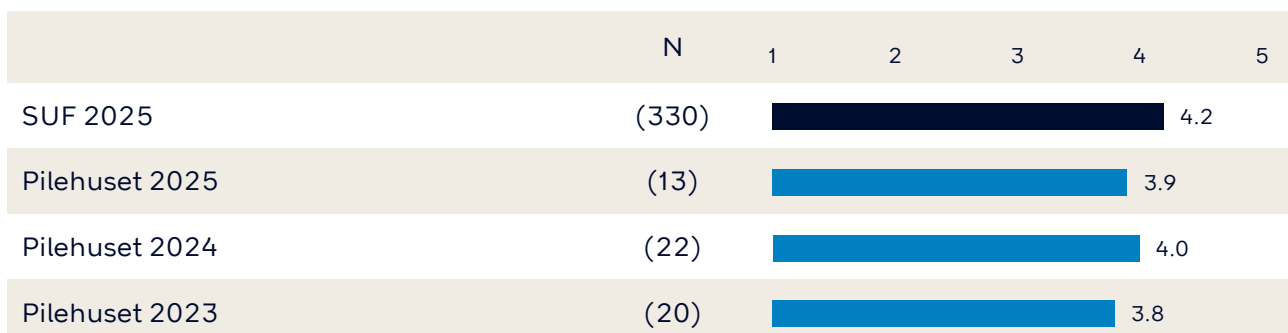 N 1 2 3 4 5
SUF 2025 (330) 4.2
Pilehuset 2025 (13) 3.9
Pilehuset 2024 (22) 4.0
Pilehuset 2023 (20) 3.8